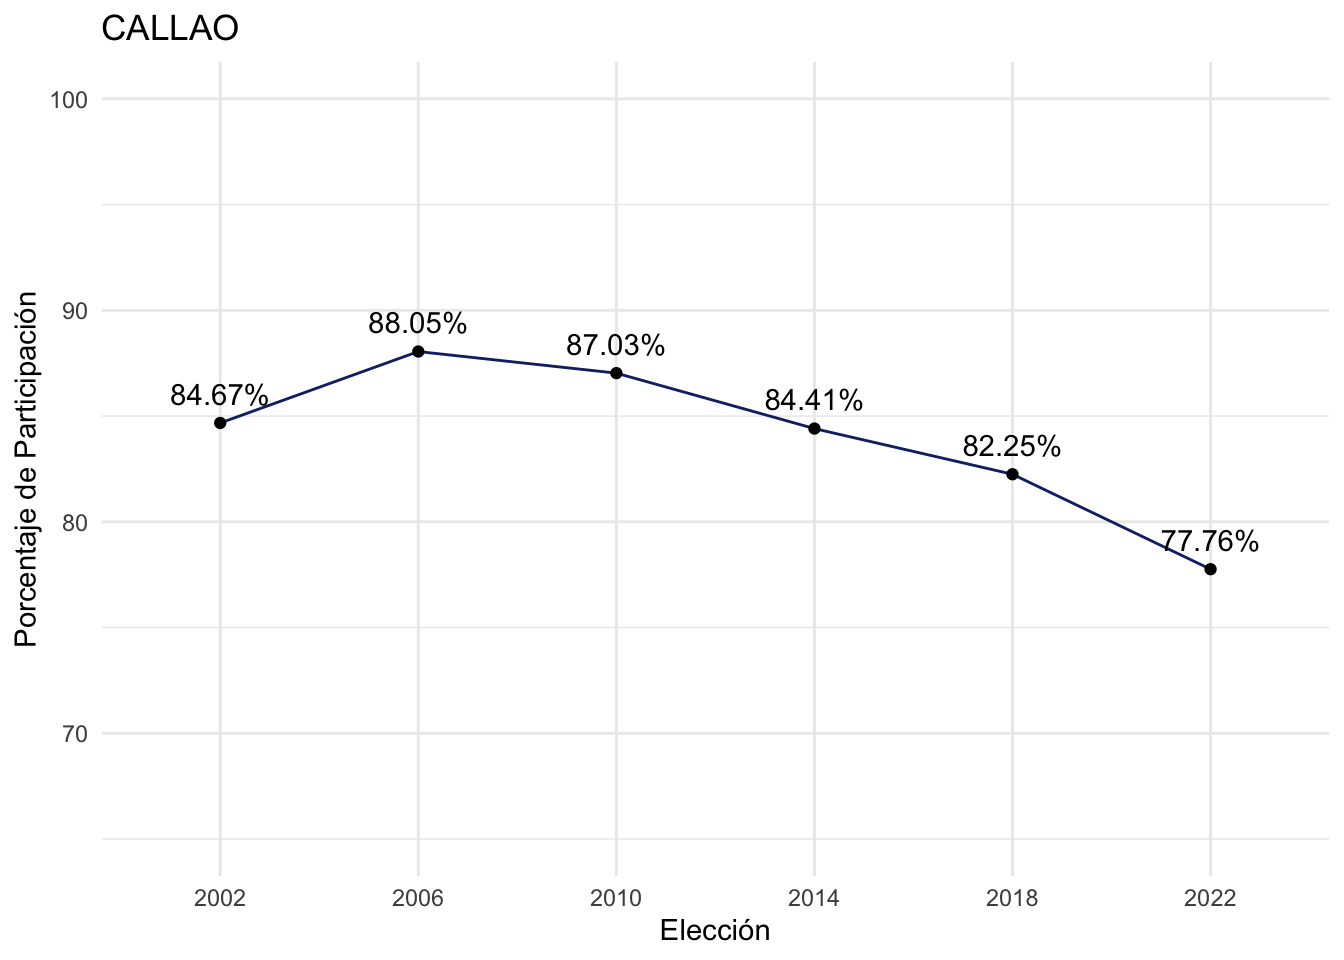 CALLAO
Porcentaje de Participación
100
90
80
70
84.67%
88.05%
87.03%
84.41%
82.25%
77.76%
2002 2006 2010 2014 2018 2022
Elección